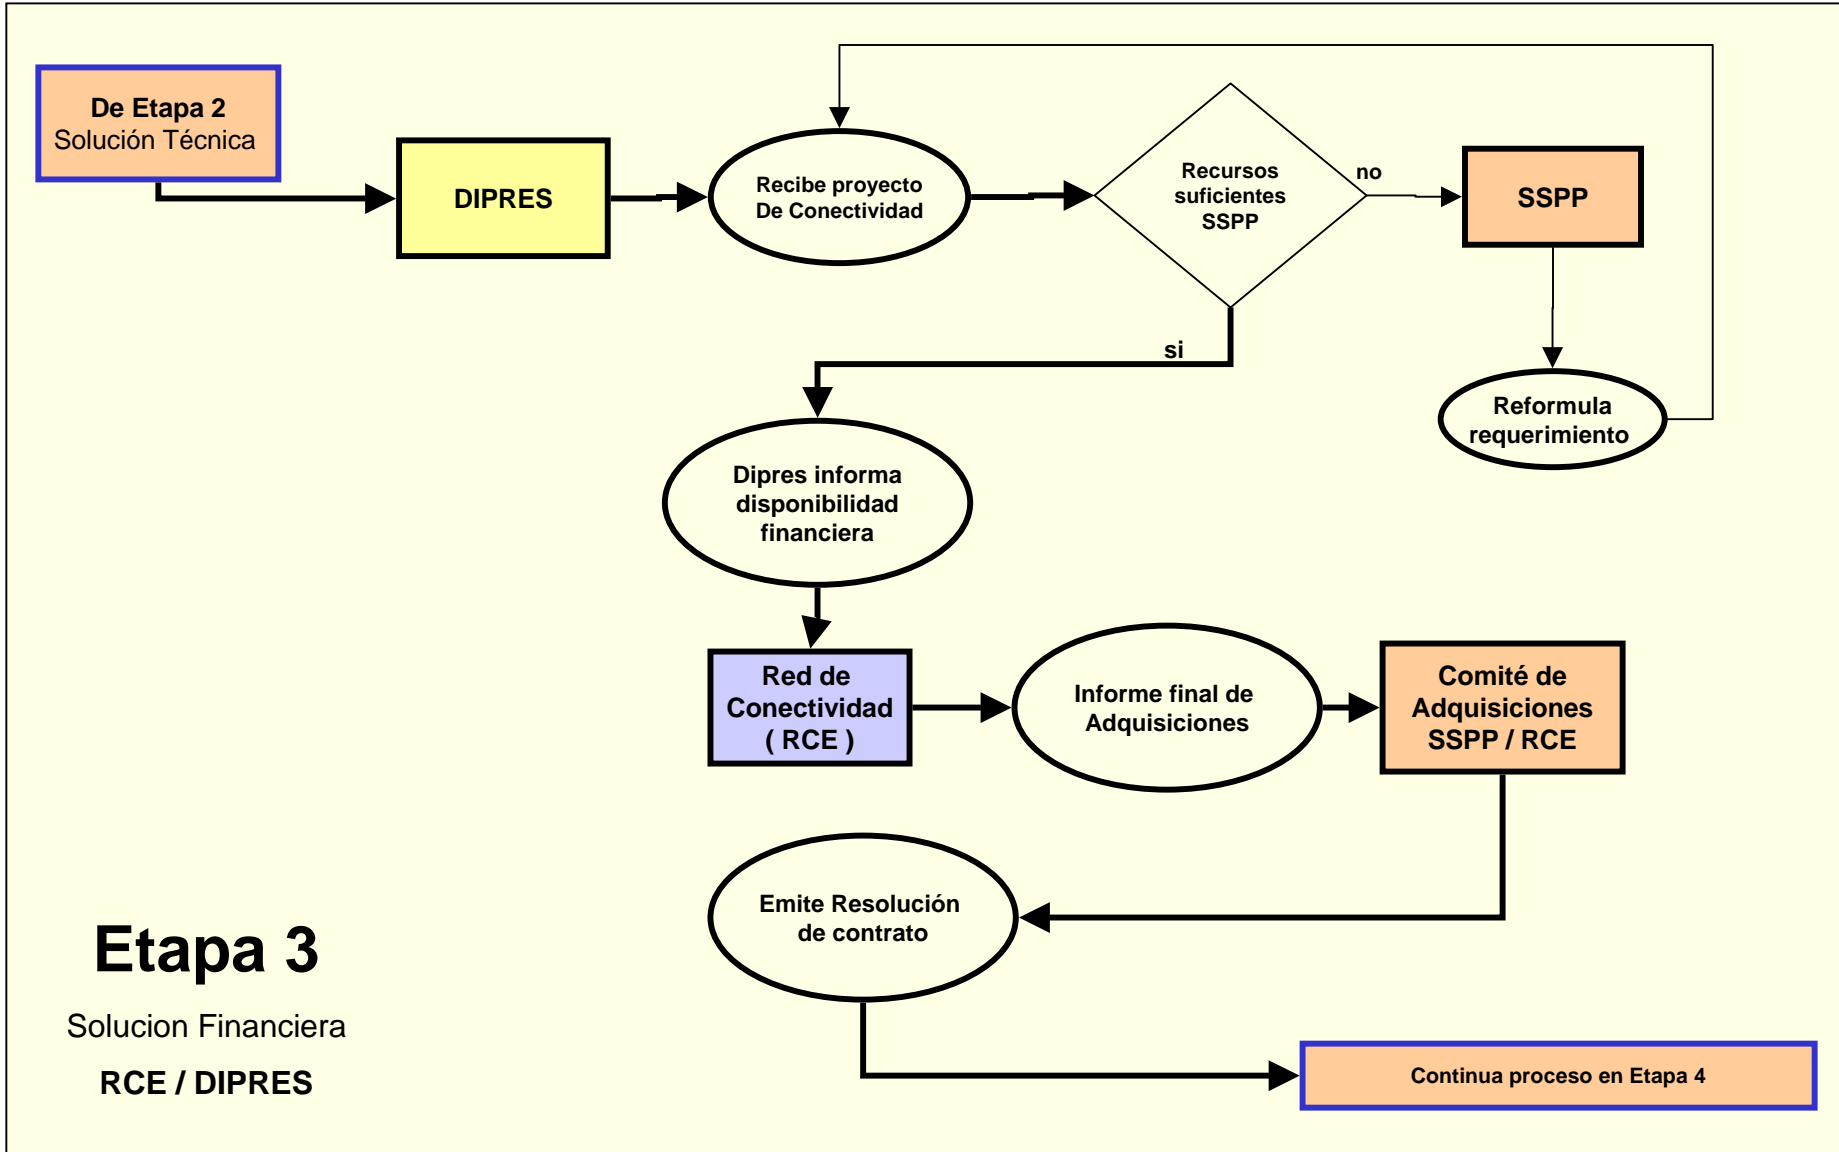 De Etapa 2
Solución Técnica
DIPRES
Recibe proyecto
De Conectividad
Recursos
suficientes
SSPP
no
SSPP
si
Reformula
requerimiento
Dipres informa
disponibilidad
financiera
Red de
Conectividad
( RCE )
Informe final de
Adquisiciones
Comité de
Adquisiciones
SSPP / RCE
Emite Resolución
de contrato
Etapa 3
Solucion Financiera
RCE / DIPRES
Continua proceso en Etapa 4